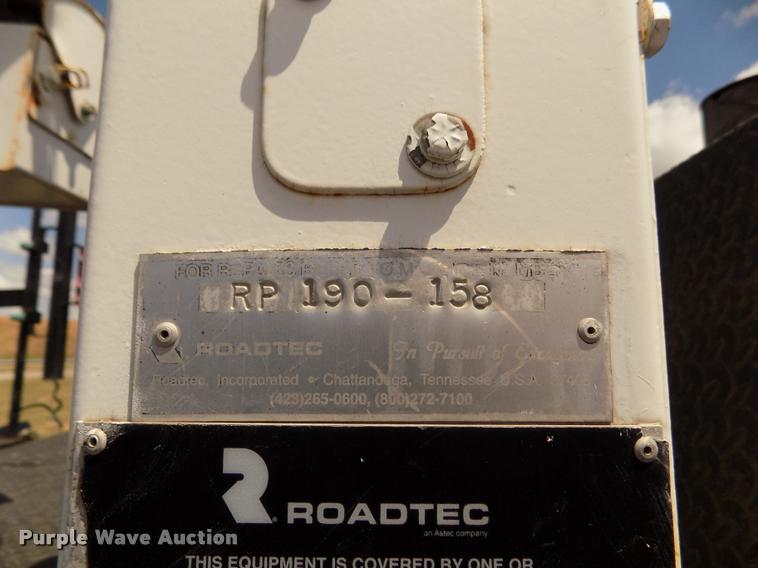 RP 190-158
ROADTEC In Pursuit of
Roadtec, Incorporated • Chattanooga, Tennessee U.S.A.
(423)265-0600, (800)272-7100
ROADTEC
an Astec company
THIS EQUIPMENT IS COVERED BY ONE OR
Purple Wave Auction